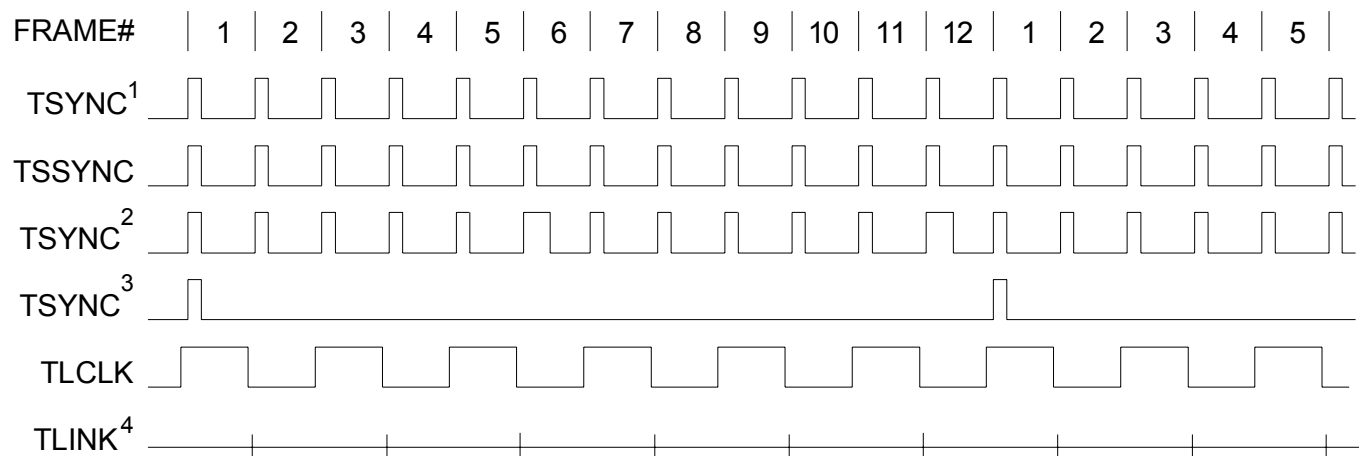 FRAME# 1 2 3 4 5 6 7 8 9 10 11 12 1 2 3 4 5
TSYNC1
TSSYNC
TSYNC2
TSYNC3
TLCLK
TLINK4